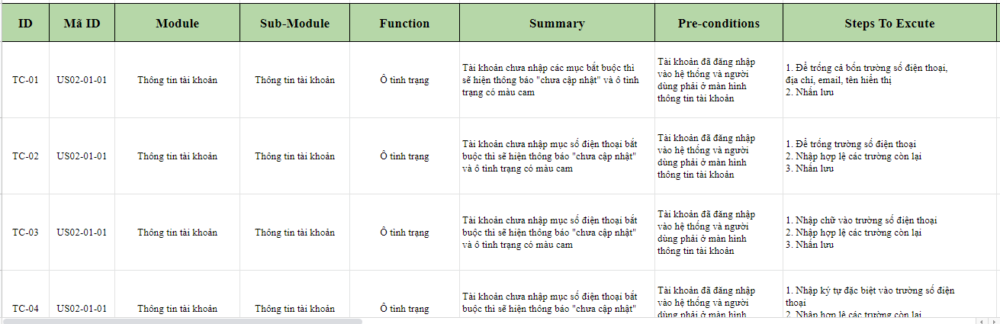 ID Mã ID Module Sub-Module Function Summary Pre-conditions Steps To Excute
TC-01 US02-01-01 Thông tin tài khoản Thông tin tài khoản Ô tình trạng
Tài khoản chưa nhập các mục bắt buộc thì
sẽ hiện thông báo "chưa cập nhật" và ô tình
trạng có màu cam
Tài khoản đã đăng nhập
vào hệ thống và người
dùng phải ở màn hình
thông tin tài khoản
1. Để trống cả bốn trường số điện thoại,
địa chỉ, email, tên hiển thị
2. Nhấn lưu
TC-02 US02-01-01 Thông tin tài khoản Thông tin tài khoản Ô tình trạng
Tài khoản chưa nhập mục số điện thoại bắt
buộc thì sẽ hiện thông báo "chưa cập nhật"
và ô tình trạng có màu cam
Tài khoản đã đăng nhập
vào hệ thống và người
dùng phải ở màn hình
thông tin tài khoản
1. Để trống trường số điện thoại
2. Nhập hợp lệ các trường còn lại
3. Nhấn lưu
TC-03 US02-01-01 Thông tin tài khoản Thông tin tài khoản Ô tình trạng
Tài khoản chưa nhập mục số điện thoại bắt
buộc thì sẽ hiện thông báo "chưa cập nhật"
và ô tình trạng có màu cam
Tài khoản đã đăng nhập
vào hệ thống và người
dùng phải ở màn hình
thông tin tài khoản
1. Nhập chữ vào trường số điện thoại
2. Nhập hợp lệ các trường còn lại
3. Nhấn lưu
TC-04 US02-01-01 Thông tin tài khoản Thông tin tài khoản Ô tình trạng
Tài khoản chưa nhập mục số điện thoại bắt
buộc thì sẽ hiện thông báo "chưa cập nhật"
Tài khoản đã đăng nhập
vào hệ thống và người
dùng phải ở màn hình
1. Nhập ký tự đặc biệt vào trường số điện
thoại
2. Nhập hợp lệ các trường còn lại